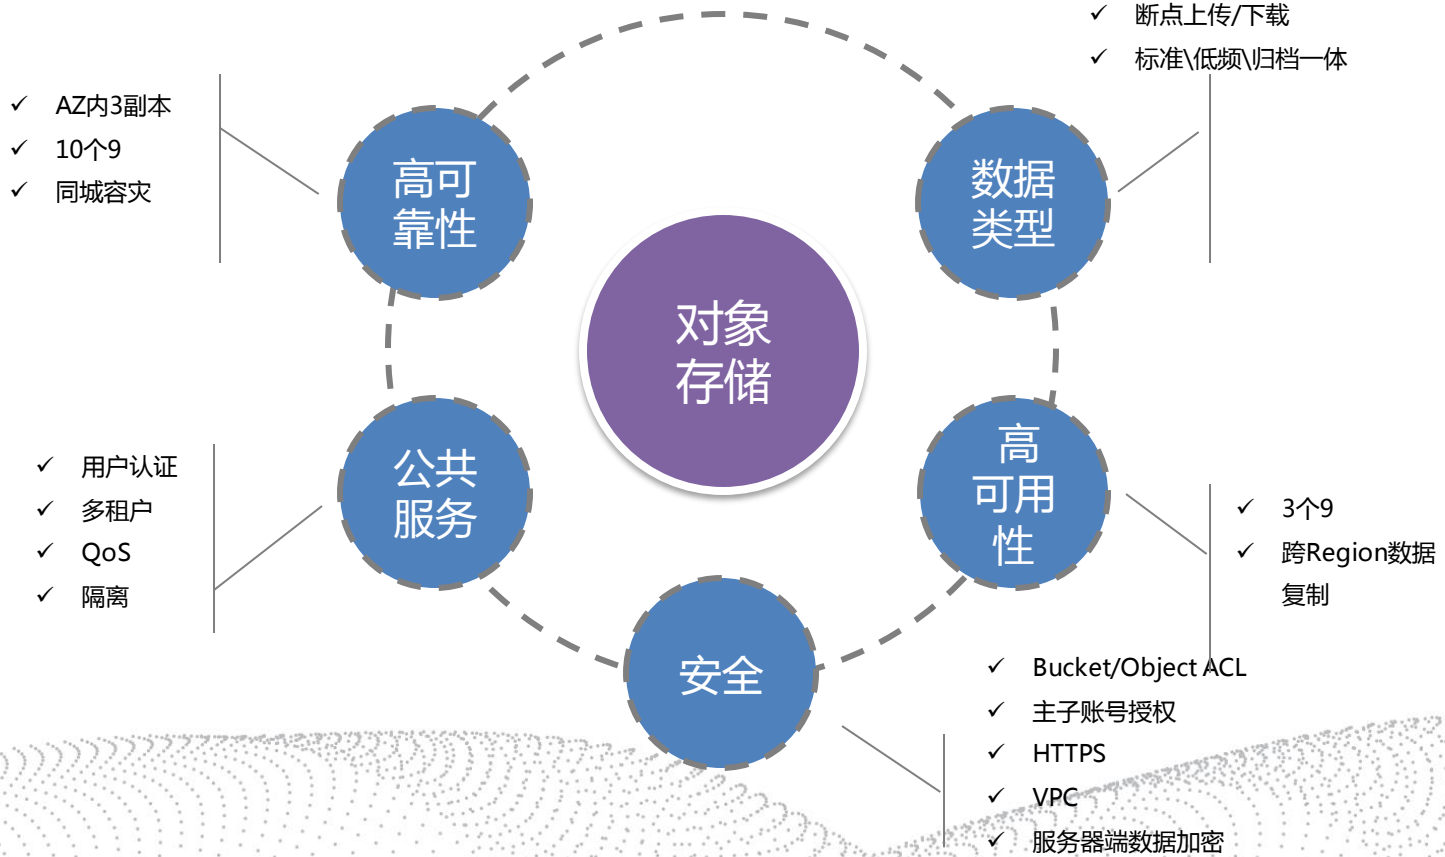 断点上传/下载
标准\低频\归档一体
AZ内3副本
10个9
同城容灾
高可
靠性
数据
类型
对象
存储
用户认证
多租户
QoS
隔离
公共
服务
高
可用
性
3个9
跨Region数据
复制
安全
Bucket/Object ACL
主子账号授权
HTTPS
VPC
服务器端数据加密